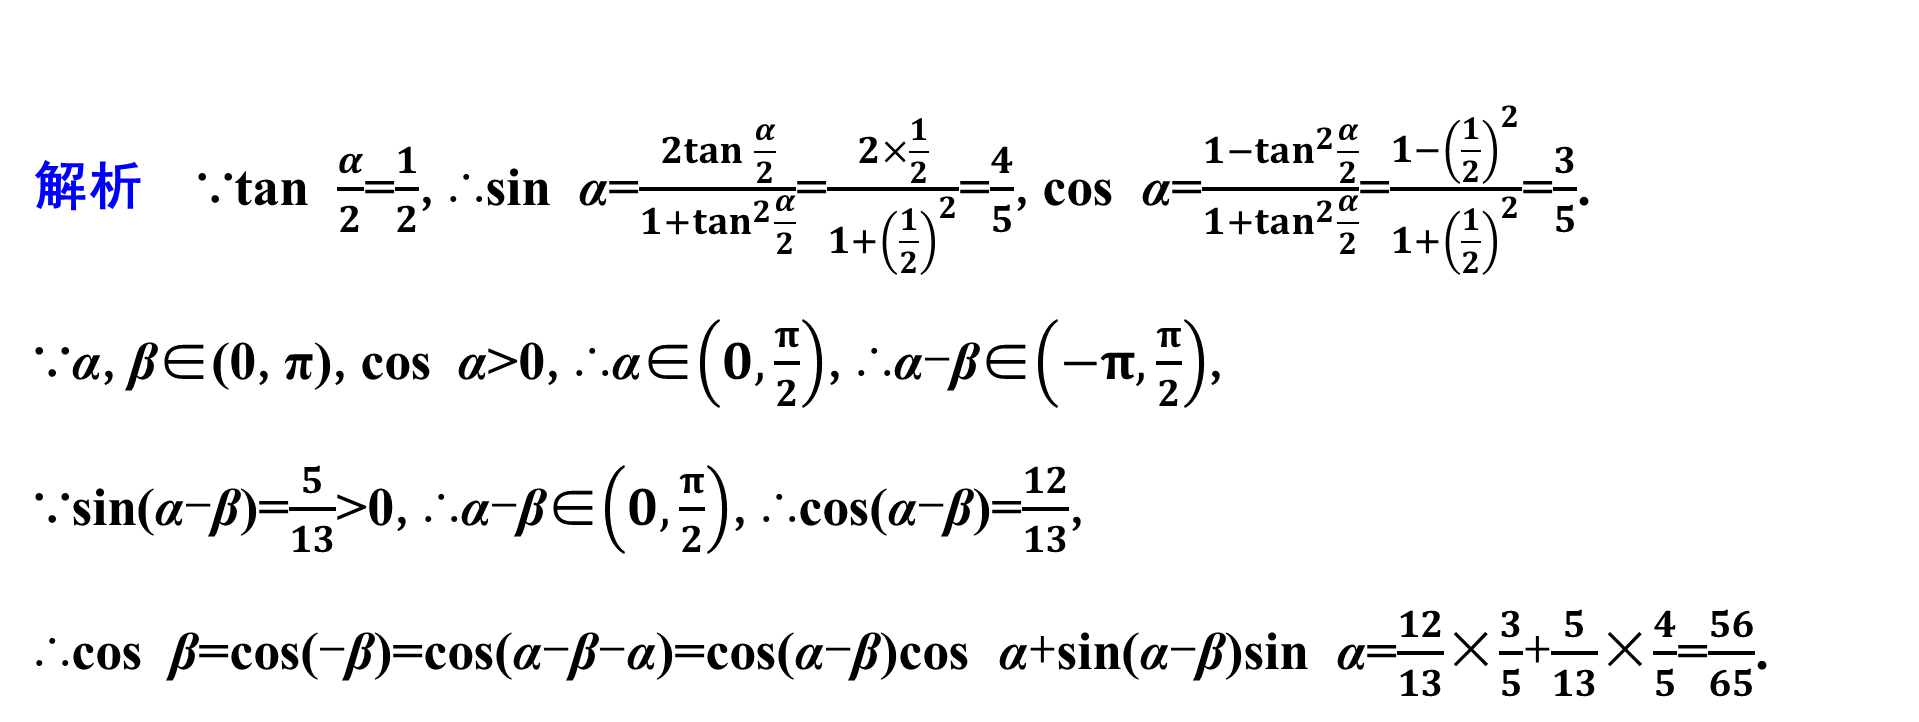 解析 ∵tan α/2=1/2, ∴sin α=(2tan α/2)/(1+tan²α/2)=(2×1/2)/(1+(1/2)²)=4/5, cos α=(1−tan²α/2)/(1+tan²α/2)=(1−(1/2)²)/(1+(1/2)²)=3/5.
∵α, β∈(0, π), cos α>0, ∴α∈(0,π/2), ∴α−β∈(−π,π/2),
∵sin(α−β)=5/13>0, ∴α−β∈(0,π/2), ∴cos(α−β)=12/13,
∴cos β=cos(−β)=cos(α−β−α)=cos(α−β)cos α+sin(α−β)sin α=12/13×3/5+5/13×4/5=56/65.